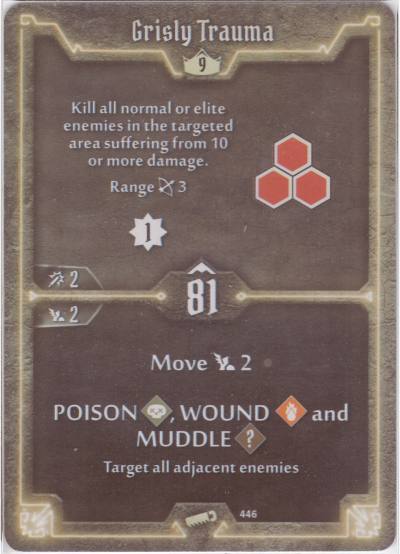 Grisly Trauma
9
Kill all normal or elite
enemies in the targeted
area suffering from 10
or more damage.
Range 3
1
2
81
2
Move 2
POISON, WOUND and
MUDDLE ?
Target all adjacent enemies
446